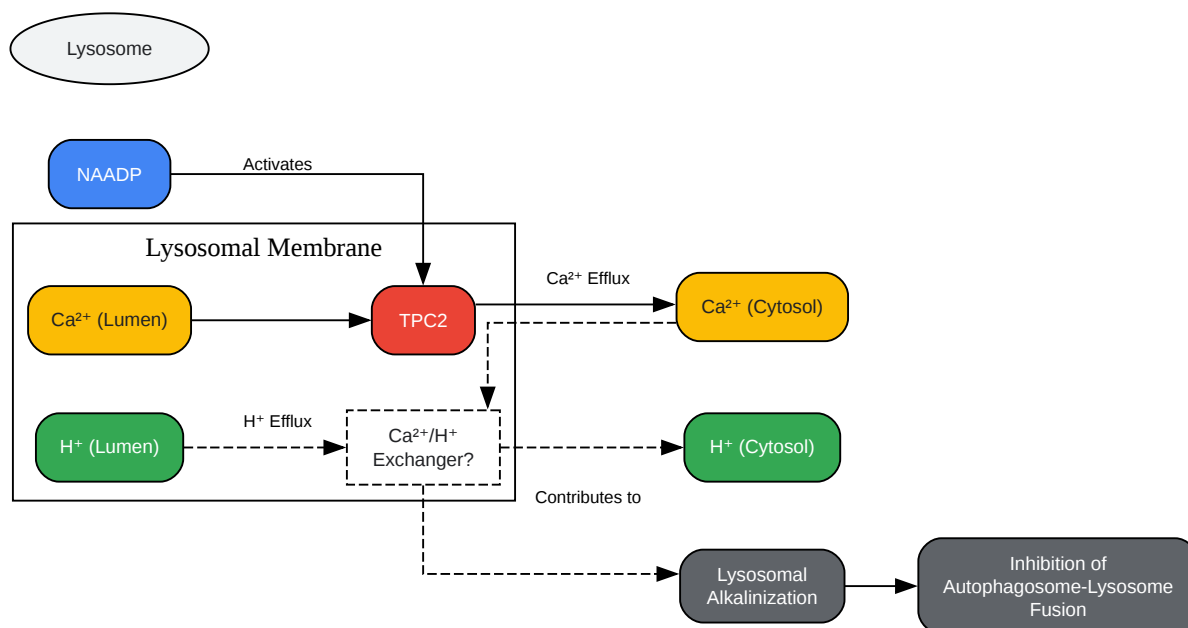 Lysosome
NAADP
Activates
Lysosomal Membrane
Ca²⁺ (Lumen)
TPC2
Ca²⁺ Efflux
Ca²⁺ (Cytosol)
H⁺ (Lumen)
H⁺ Efflux
Ca²⁺/H⁺
Exchanger?
H⁺ (Cytosol)
Contributes to
Lysosomal
Alkalinization
Inhibition of
Autophagosome-Lysosome
Fusion